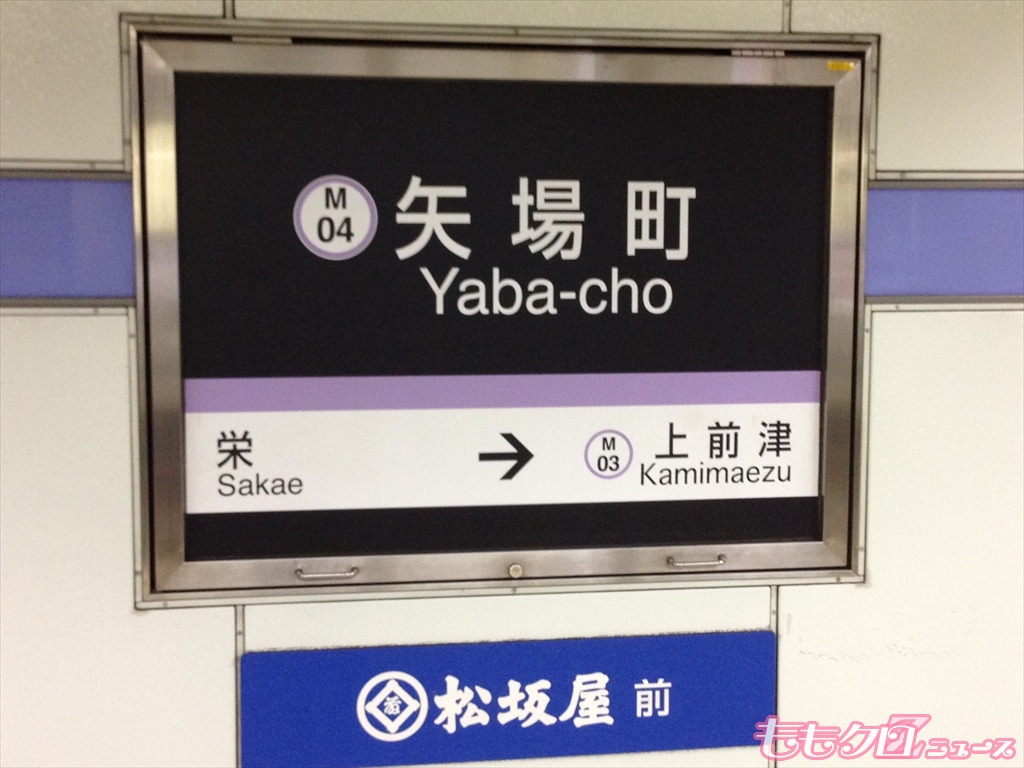 M
04
矢場町
Yaba-cho
栄
Sakae
→
M
03
上前津
Kamimaezu
松坂屋 前
ももクロニュース